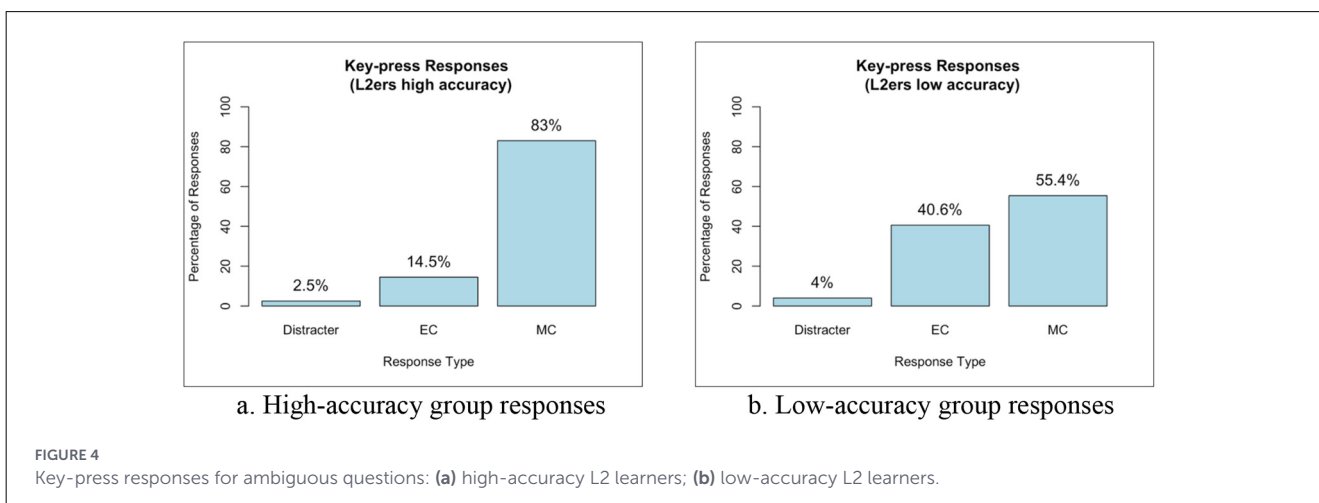 Key-press Responses
(L2ers high accuracy)
Percentage of Responses
100
80
60
40
20
0
2.5%
14.5%
83%
Distracter EC MC
Response Type
a. High-accuracy group responses
Key-press Responses
(L2ers low accuracy)
Percentage of Responses
100
80
60
40
20
0
4%
40.6%
55.4%
Distracter EC MC
Response Type
b. Low-accuracy group responses
FIGURE 4
Key-press responses for ambiguous questions: (a) high-accuracy L2 learners; (b) low-accuracy L2 learners.